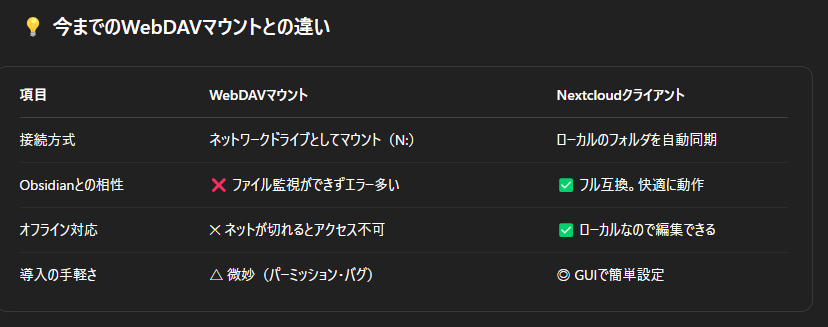 💡 今までのWebDAVマウントとの違い
項目 WebDAVマウント Nextcloudクライアント
接続方式 ネットワークドライブとしてマウント（N:） ローカルのフォルダを自動同期
Obsidianとの相性 ❌ ファイル監視ができずエラー多い ✅ フル互換。快適に動作
オフライン対応 × ネットが切れるとアクセス不可 ✅ ローカルなので編集できる
導入の手軽さ △ 微妙（パーミッション・バグ） ◎ GUIで簡単設定